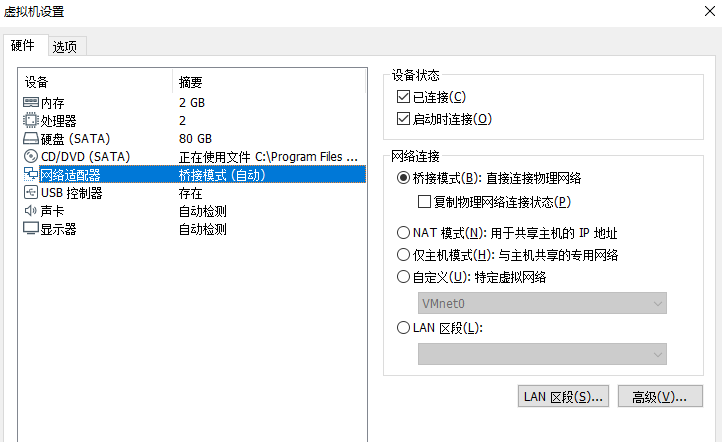 虚拟机设置
硬件 选项
设备 摘要
内存 2 GB
处理器 2
硬盘 (SATA) 80 GB
CD/DVD (SATA) 正在使用文件 C:\Program Files ...
网络适配器 桥接模式 (自动)
USB 控制器 存在
声卡 自动检测
显示器 自动检测
设备状态
已连接(C)
启动时连接(O)
网络连接
桥接模式(B): 直接连接物理网络
复制物理网络连接状态(P)
NAT 模式(N): 用于共享主机的 IP 地址
仅主机模式(H): 与主机共享的专用网络
自定义(U): 特定虚拟网络
VMnet0
LAN 区段(L):
LAN 区段(S)... 高级(V)...